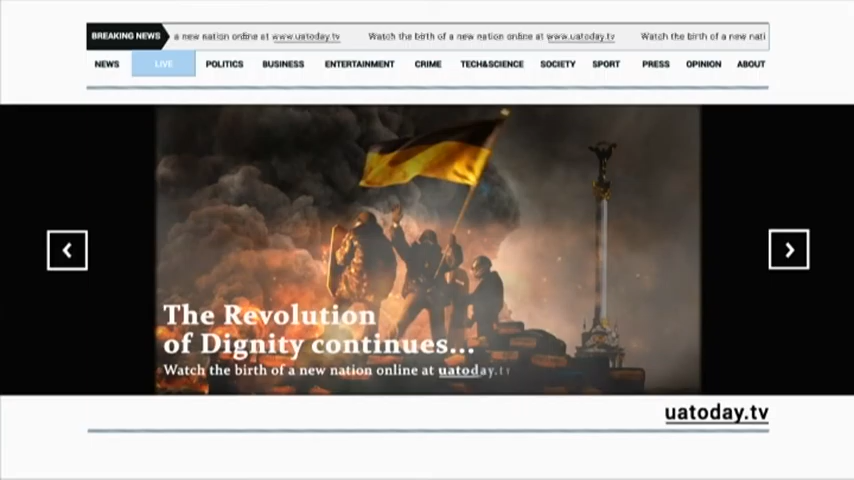 BREAKING NEWS a new nation online at www.uatoday.tv Watch the birth of a new nation online at www.uatoday.tv Watch the birth of a new nati
NEWS LIVE POLITICS BUSINESS ENTERTAINMENT CRIME TECH&SCIENCE SOCIETY SPORT PRESS OPINION ABOUT
The Revolution
of Dignity continues...
Watch the birth of a new nation online at uatoday.tv
uatoday.tv